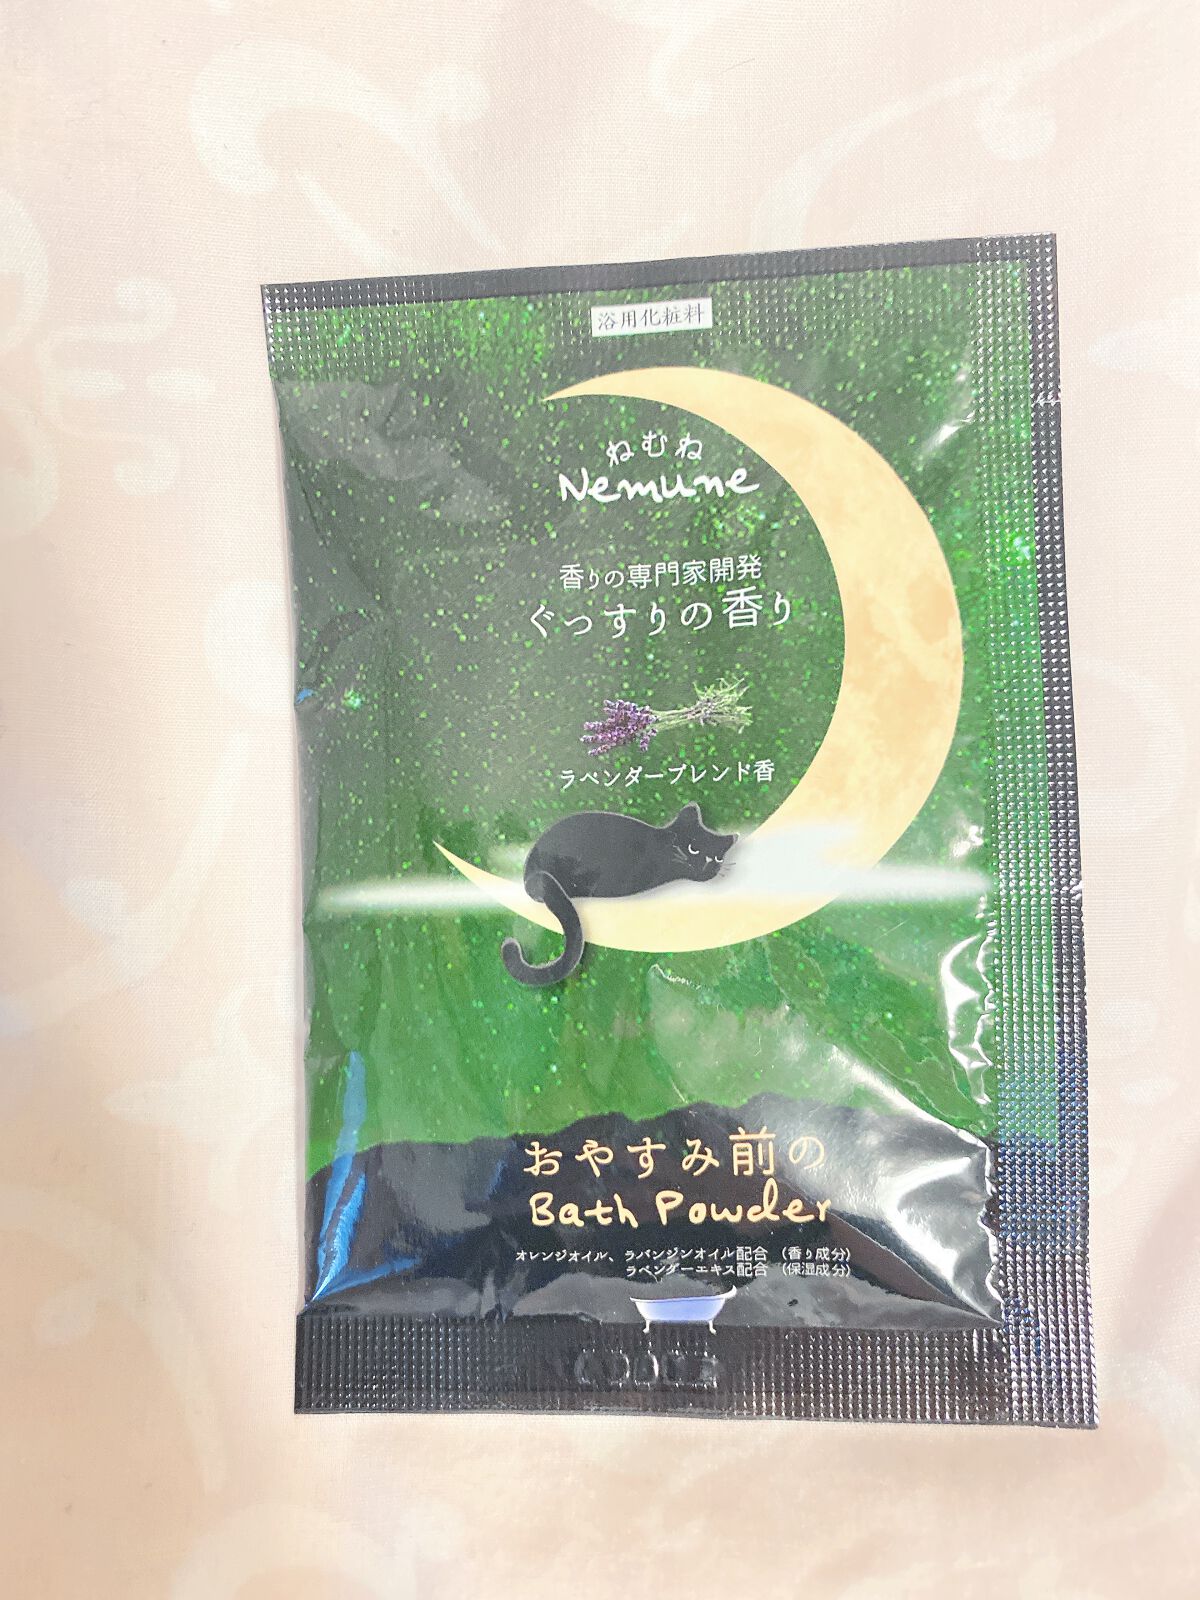 浴用化粧料
ねむね
Nemune
香りの専門家開発
ぐっすりの香り
ラベンダーブレンド香
おやすみ前の
Bath Powder
オレンジオイル、ラバンジンオイル配合 (香り成分)
ラベンダーエキス配合 (保湿成分)